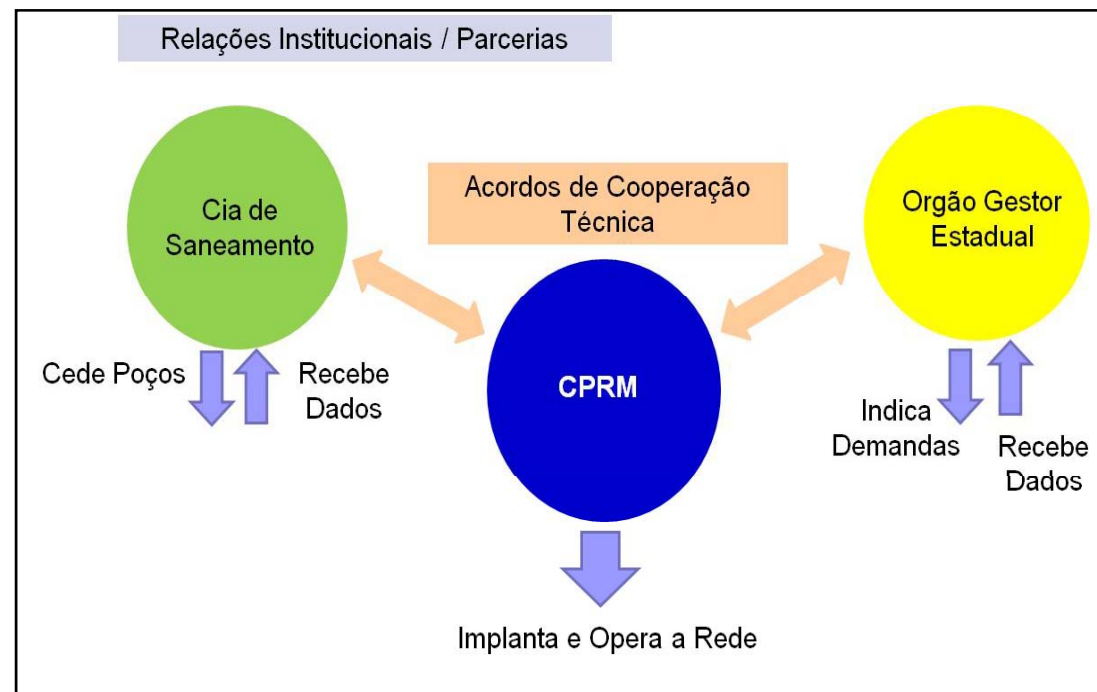 Relações Institucionais / Parcerias
Cia de
Saneamento
Acordos de Cooperação
Técnica
Orgão Gestor
Estadual
CPRM
Cede Poços
Recebe
Dados
Indica
Demandas
Recebe
Dados
Implanta e Opera a Rede